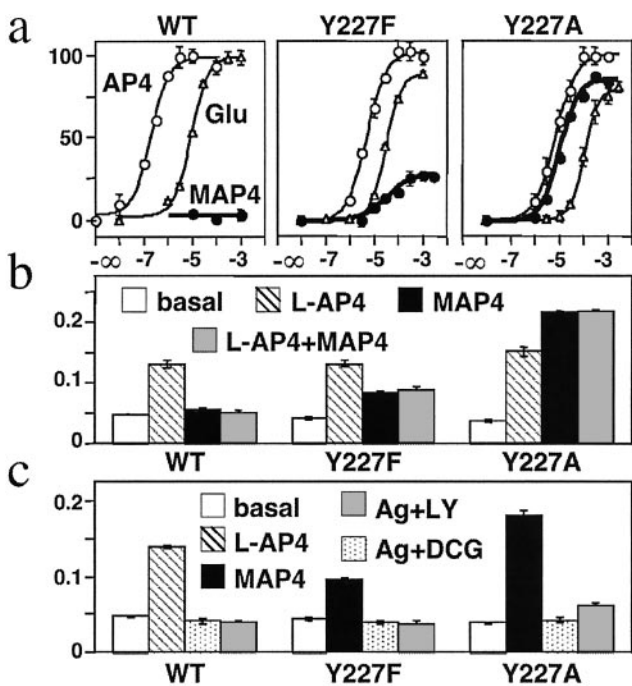 a
WT
Y227F
Y227A
100
50
0
AP4
Glu
MAP4
-∞ -7 -5 -3
-∞ -7 -5 -3
-∞ -7 -5 -3
b
0.2
0.1
0
basal
L-AP4
MAP4
L-AP4+MAP4
WT
Y227F
Y227A
c
0.2
0.1
0
basal
Ag+LY
L-AP4
Ag+DCG
MAP4
WT
Y227F
Y227A